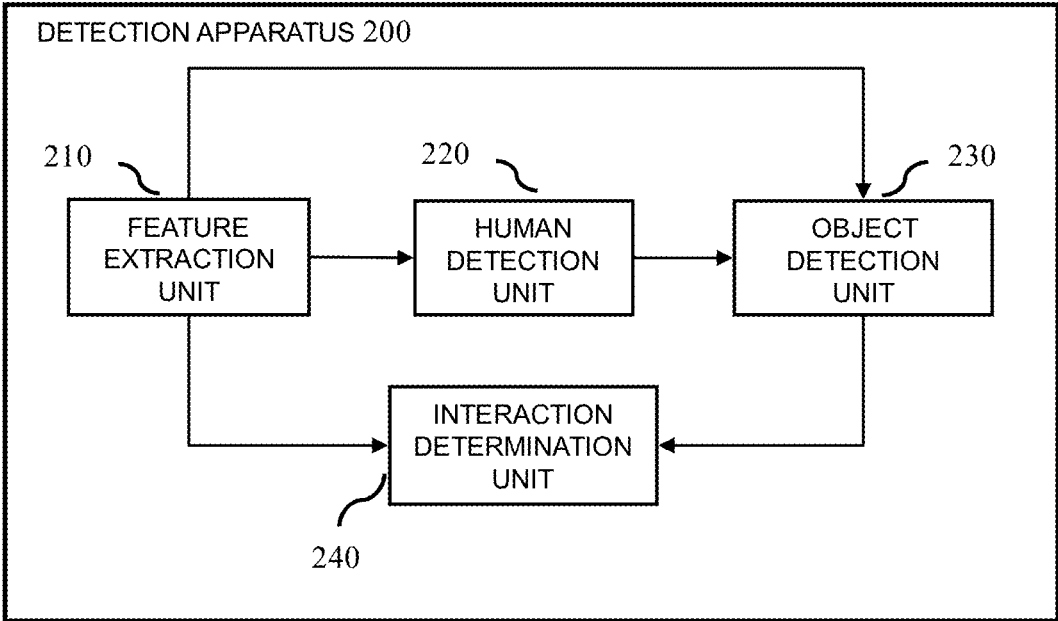 DETECTION APPARATUS 200
210
220
230
FEATURE
EXTRACTION
UNIT
HUMAN
DETECTION
UNIT
OBJECT
DETECTION
UNIT
INTERACTION
DETERMINATION
UNIT
240